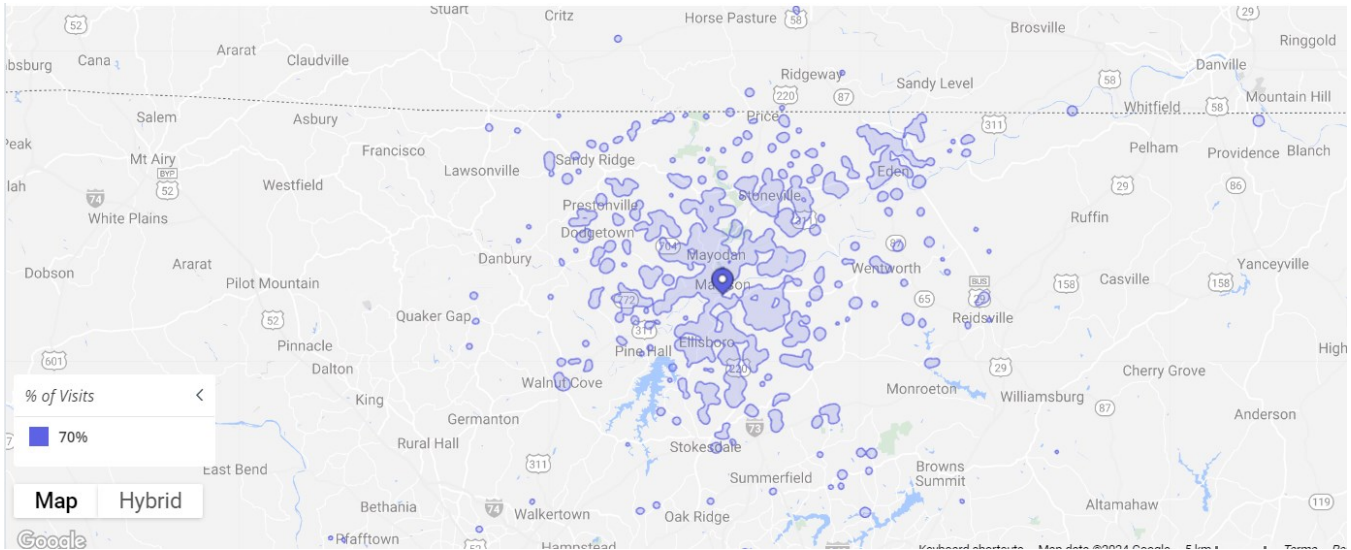 Stuart
Critz
Horse Pasture
58
29
52
Brosville
Ringgold
Ararat
Cana
Claudville
Danville
Ridgeway
Sandy Level
58
220
87
Mountain Hill
Whitfield
58
Salem
Asbury
Price
311
Francisco
Pelham
Providence
Blanch
Mt Airy
BYP
52
Sandy Ridge
Lawsonville
Eden
29
86
74
Westfield
Stoneville
Prestonville
White Plains
Ruffin
Dodgetown
704
87
Mayodan
Danbury
Ararat
Wentworth
Yanceyville
Dobson
Pilot Mountain
Casville
158
158
BUS
29
772
65
Quaker Gap
52
311
Reidsville
Pinnacle
Pine Hall
Ellisboro
601
220
29
Dalton
Walnut Cove
Cherry Grove
% of Visits
King
Monroeton
Williamsburg
87
70%
Germanton
Anderson
73
Rural Hall
Stokesdale
East Bend
311
Summerfield
Browns
Summit
Map
Hybrid
Bethania
74
Walkertown
Oak Ridge
Altamahaw
119
Google
Pfafftown
52
Hampstead
Keyboard shortcuts
Map data ©2024 Google
5 km
Terms